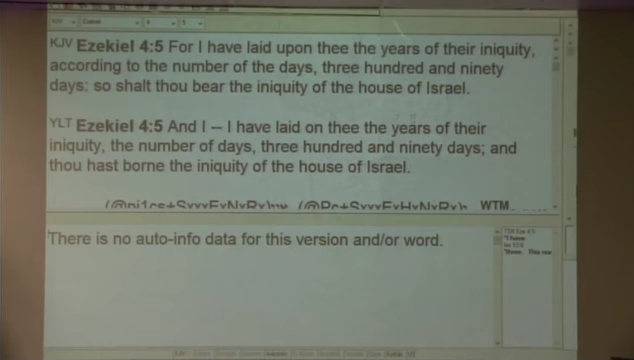 KJV Ezekiel 4:5 For I have laid upon thee the years of their iniquity,
according to the number of the days, three hundred and ninety
days: so shalt thou bear the iniquity of the house of Israel.
YLT Ezekiel 4:5 And I -- I have laid on thee the years of their
iniquity, the number of days, three hundred and ninety days; and
thou hast borne the iniquity of the house of Israel.
WTM
There is no auto-info data for this version and/or word.
"I have